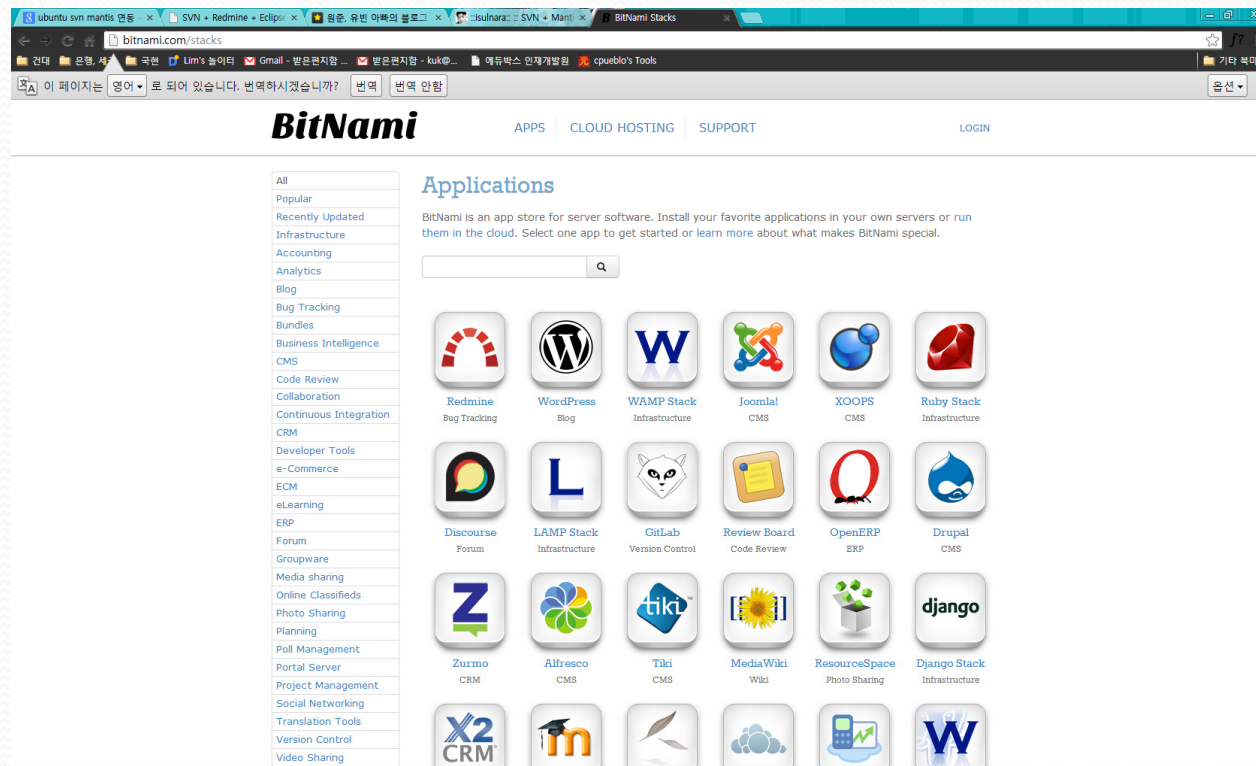 ubuntu svn mantis 연동 -
SVN + Redmine + Eclipse
원준, 유빈 아빠의 블로그
::isulnara:: :: SVN + Manti
BitNami Stacks
bitnami.com/stacks
건대
은행,
국현
Lim's 놀이터
Gmail - 받은편지함 ...
받은편지함 - kuk@...
에듀박스 인재개발원
cpueblo's Tools
기타 북마
이 페이지는 영어 로 되어 있습니다. 번역하시겠습니까? 번역 번역 안함
옵션
BitNami
APPS CLOUD HOSTING SUPPORT
LOGIN
All
Popular
Recently Updated
Infrastructure
Accounting
Analytics
Blog
Bug Tracking
Bundles
Business Intelligence
CMS
Code Review
Collaboration
Continuous Integration
CRM
Developer Tools
e-Commerce
ECM
eLearning
ERP
Forum
Groupware
Media sharing
Online Classifieds
Photo Sharing
Planning
Poll Management
Portal Server
Project Management
Social Networking
Translation Tools
Version Control
Video Sharing
Applications
BitNami is an app store for server software. Install your favorite applications in your own servers or run
them in the cloud. Select one app to get started or learn more about what makes BitNami special.
W
Redmine WordPress WAMP Stack Joomla! XOOPS Ruby Stack
Bug Tracking Blog Infrastructure CMS CMS Infrastructure
L
Discourse LAMP Stack GitLab Review Board OpenERP Drupal
Forum Infrastructure Version Control Code Review ERP CMS
Z tiki [[ ]] django
Zurmo Alfresco Tiki MediaWiki ResourceSpace Django Stack
CRM CMS CMS Wiki Photo Sharing Infrastructure
X2 m W
CRM